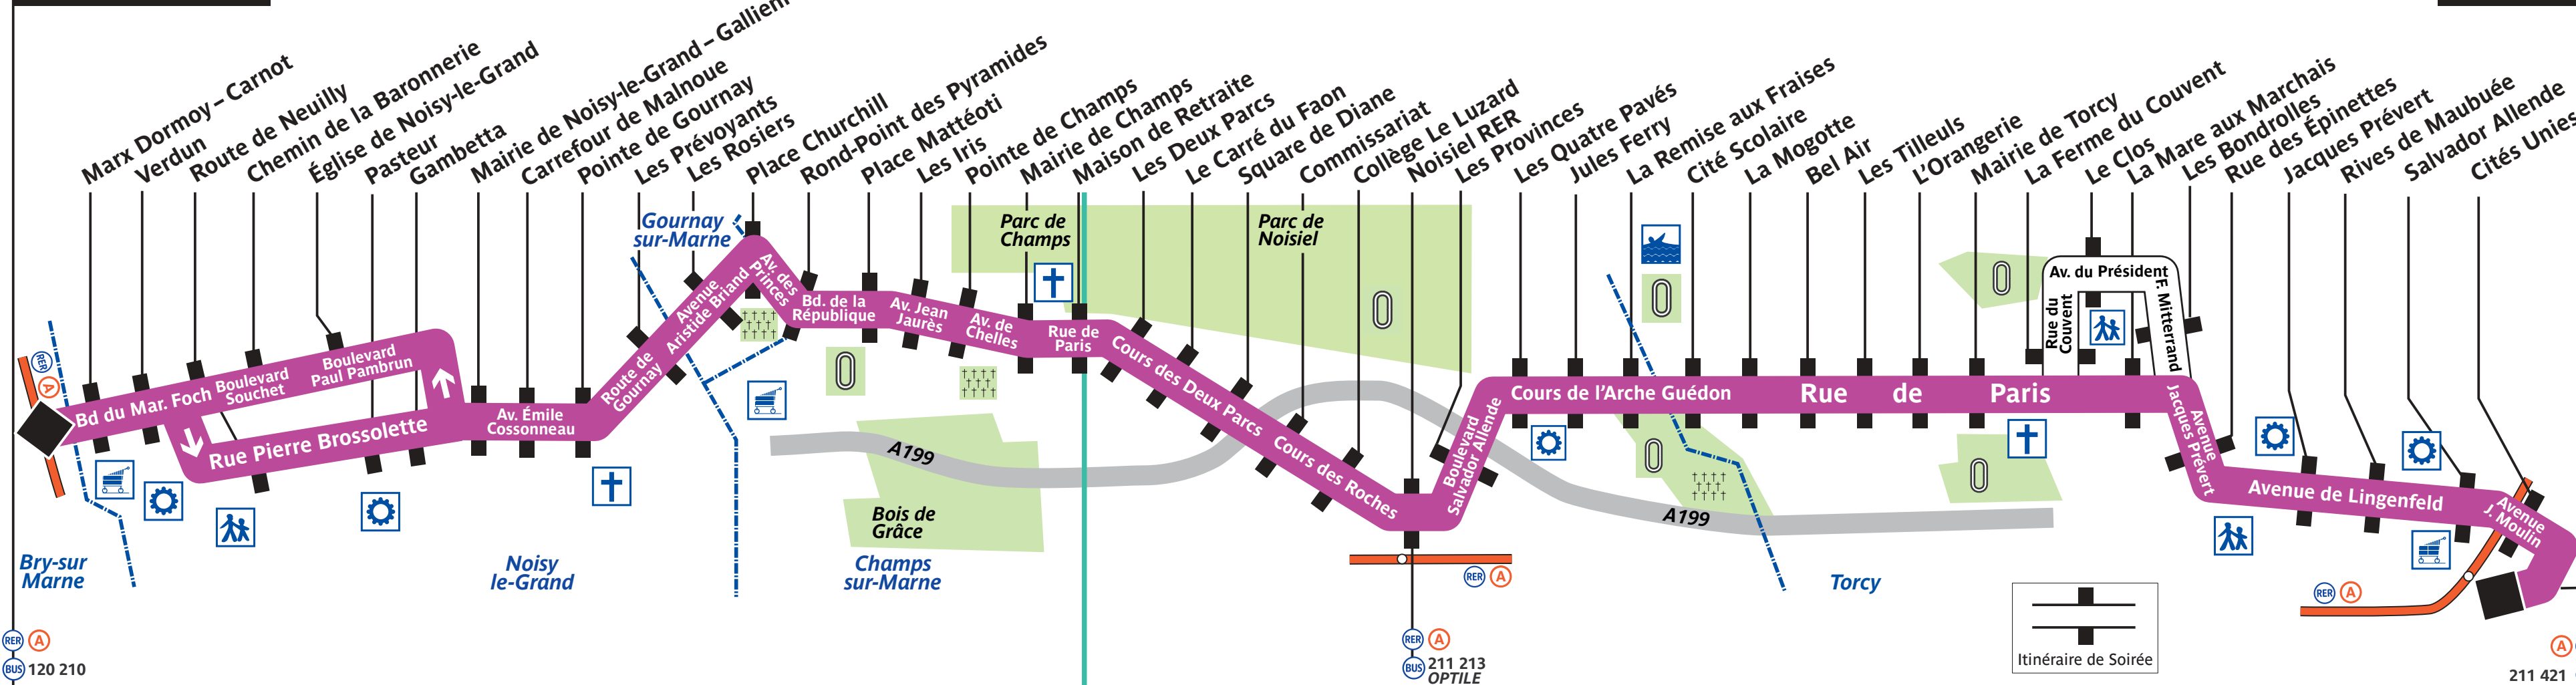 Marx Dormoy – Carnot
Verdun
Route de Neuilly
Chemin de la Baronnerie
Église de Noisy-le-Grand
Pasteur
Gambetta
Mairie de Noisy-le-Grand – Gallieni
Carrefour de Malnoue
Pointe de Gournay
Les Prévoyants
Les Rosiers
Place Churchill
Rond-Point des Pyramides
Place Mattéoti
Les Iris
Pointe de Champs
Mairie de Champs
Maison de Retraite
Les Deux Parcs
Le Carré du Faon
Square de Diane
Commissariat
Collège Le Luzard
Noisiel RER
Les Provinces
Les Quatre Pavés
Jules Ferry
La Remise aux Fraises
Cité Scolaire
La Mogotte
Bel Air
Les Tilleuls
L'Orangerie
Mairie de Torcy
La Ferme du Couvent
Le Clos
La Mare aux Marchais
Les Bondrolles
Rue des Épinettes
Jacques Prévert
Rives de Maubuée
Salvador Allende
Cités Unies
Gournay
sur-Marne
Parc de
Champs
Parc de
Noisiel
RER A
Bd du Mar. Foch
Boulevard
Souchet
Boulevard
Paul Pambrun
Rue Pierre Brossolette
Av. Émile
Cossonneau
Route de
Gournay
Avenue
Aristide Briand
Av. des
Princes
Bd. de la
République
Av. Jean
Jaurès
Av. de
Chelles
Rue de
Paris
Cours des Deux Parcs
Cours des Roches
Boulevard
Salvador Allende
Cours de l'Arche Guédon
Rue de Paris
Rue du
Couvent
Av. du Président
F. Mitterrand
Avenue
Jacques Prévert
Avenue de Lingenfeld
Avenue
J. Moulin
A199
A199
Bois de
Grâce
Bry-sur
Marne
Noisy
le-Grand
Champs
sur-Marne
Torcy
RER A
RER A
Itinéraire de Soirée
RER A
BUS 120 210
RER A
BUS 211 213
OPTILE
A
211 421